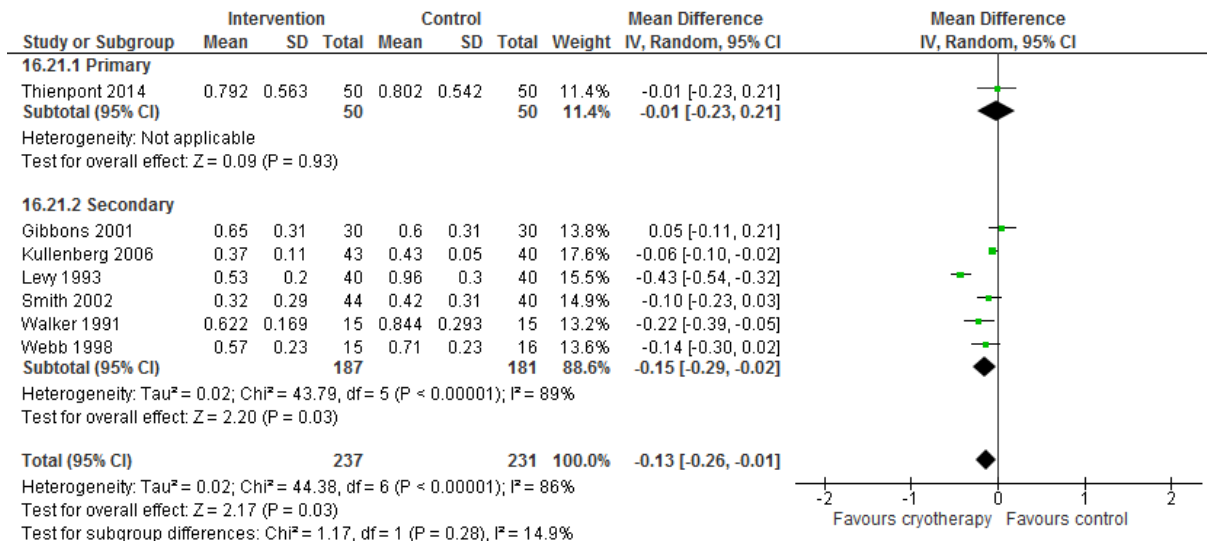 Intervention Control Mean Difference Mean Difference
Study or Subgroup Mean SD Total Mean SD Total Weight IV, Random, 95% CI IV, Random, 95% CI
16.21.1 Primary
Thienpont 2014 0.792 0.563 50 0.802 0.542 50 11.4% -0.01 [-0.23, 0.21]
Subtotal (95% CI) 50 50 11.4% -0.01 [-0.23, 0.21]
Heterogeneity: Not applicable
Test for overall effect: Z = 0.09 (P = 0.93)
16.21.2 Secondary
Gibbons 2001 0.65 0.31 30 0.6 0.31 30 13.8% 0.05 [-0.11, 0.21]
Kullenberg 2006 0.37 0.11 43 0.43 0.05 40 17.6% -0.06 [-0.10, -0.02]
Levy 1993 0.53 0.2 40 0.96 0.3 40 15.5% -0.43 [-0.54, -0.32]
Smith 2002 0.32 0.29 44 0.42 0.31 40 14.9% -0.10 [-0.23, 0.03]
Walker 1991 0.622 0.169 15 0.844 0.293 15 13.2% -0.22 [-0.39, -0.05]
Webb 1998 0.57 0.23 15 0.71 0.23 16 13.6% -0.14 [-0.30, 0.02]
Subtotal (95% CI) 187 181 88.6% -0.15 [-0.29, -0.02]
Heterogeneity: Tau² = 0.02; Chi² = 43.79, df = 5 (P < 0.00001); I² = 89%
Test for overall effect: Z = 2.20 (P = 0.03)
Total (95% CI) 237 231 100.0% -0.13 [-0.26, -0.01]
Heterogeneity: Tau² = 0.02; Chi² = 44.38, df = 6 (P < 0.00001); I² = 86%
Test for overall effect: Z = 2.17 (P = 0.03)
Test for subgroup differences: Chi² = 1.17, df = 1 (P = 0.28), I² = 14.9%
-2 -1 0 1 2
Favours cryotherapy Favours control